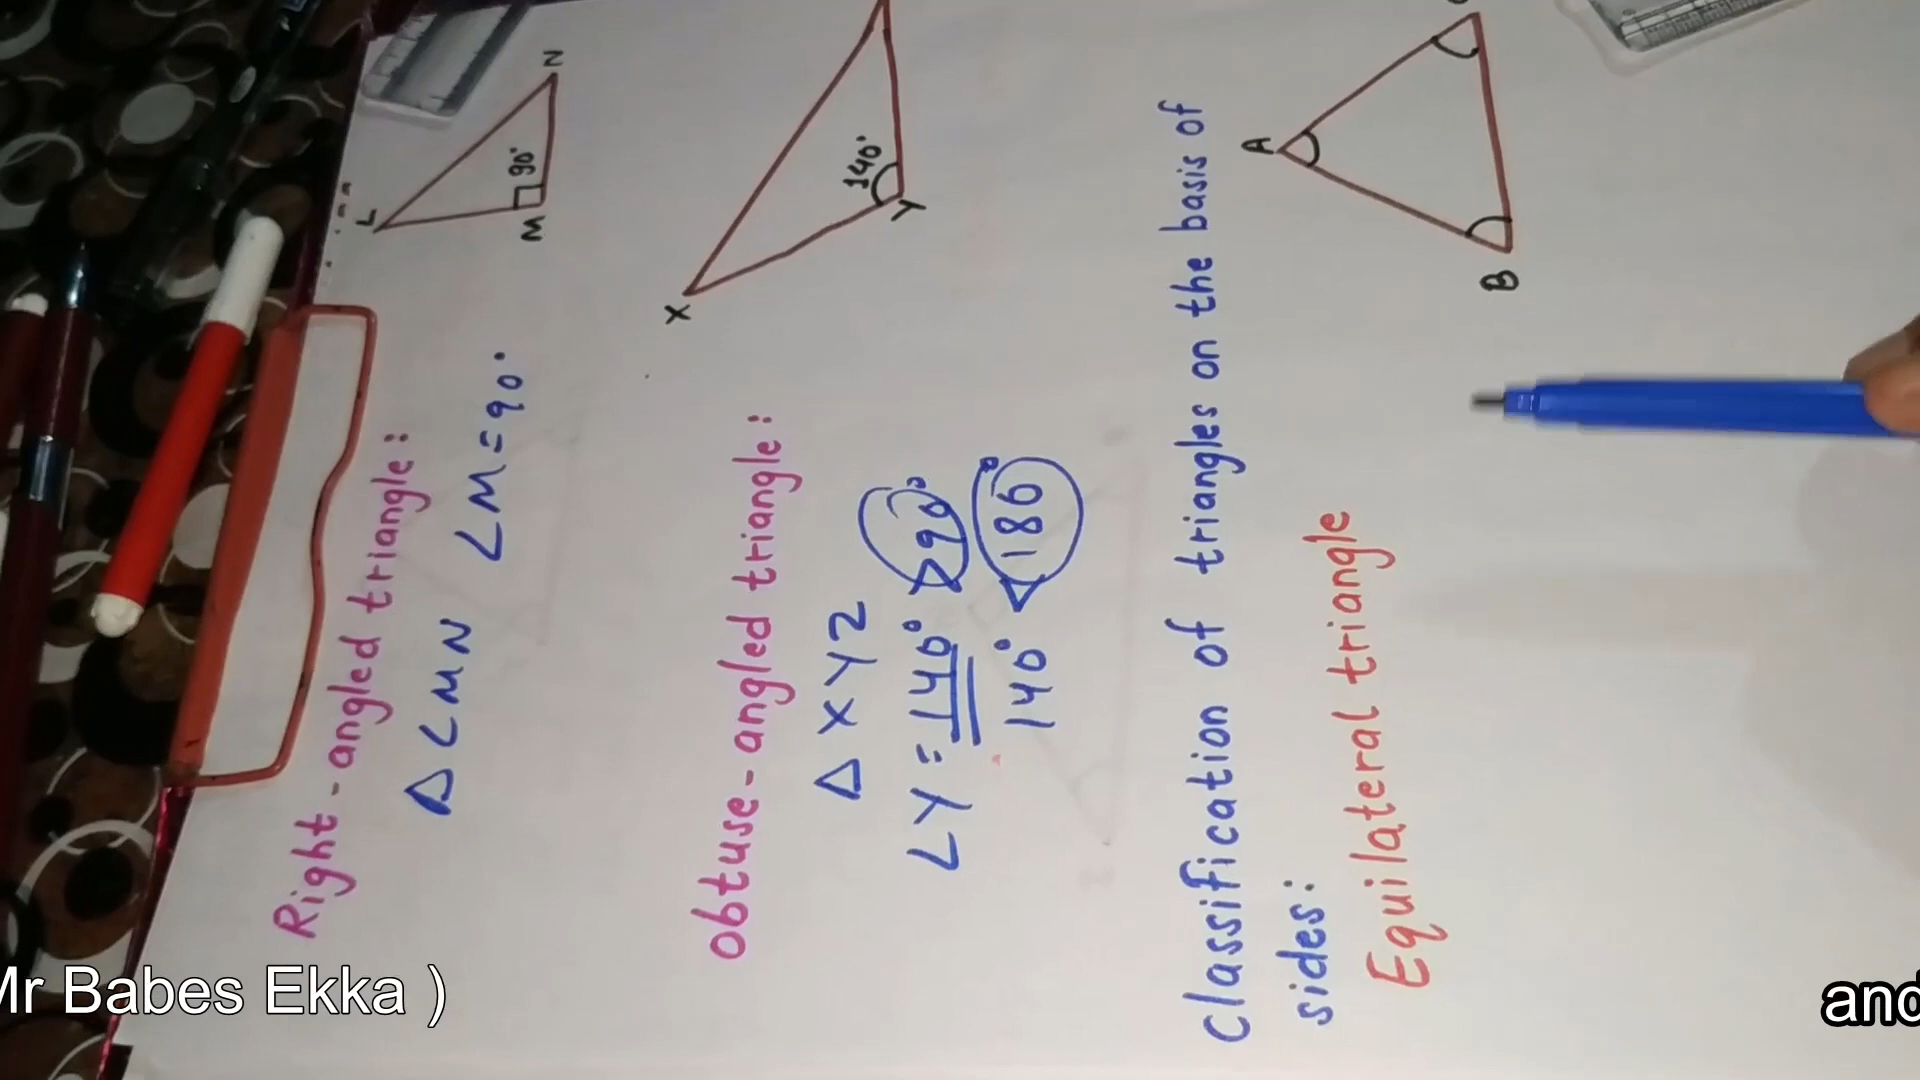 Right-angled triangle:
∆LMN ∠M=90°
L
M
90°
N
Obtuse-angled triangle:
∆XYZ
∠Y=140°>90°
140°<180°
X
Y
140°
Classification of triangles on the basis of
sides:
Equilateral triangle
A
B
Mr Babes Ekka )
and